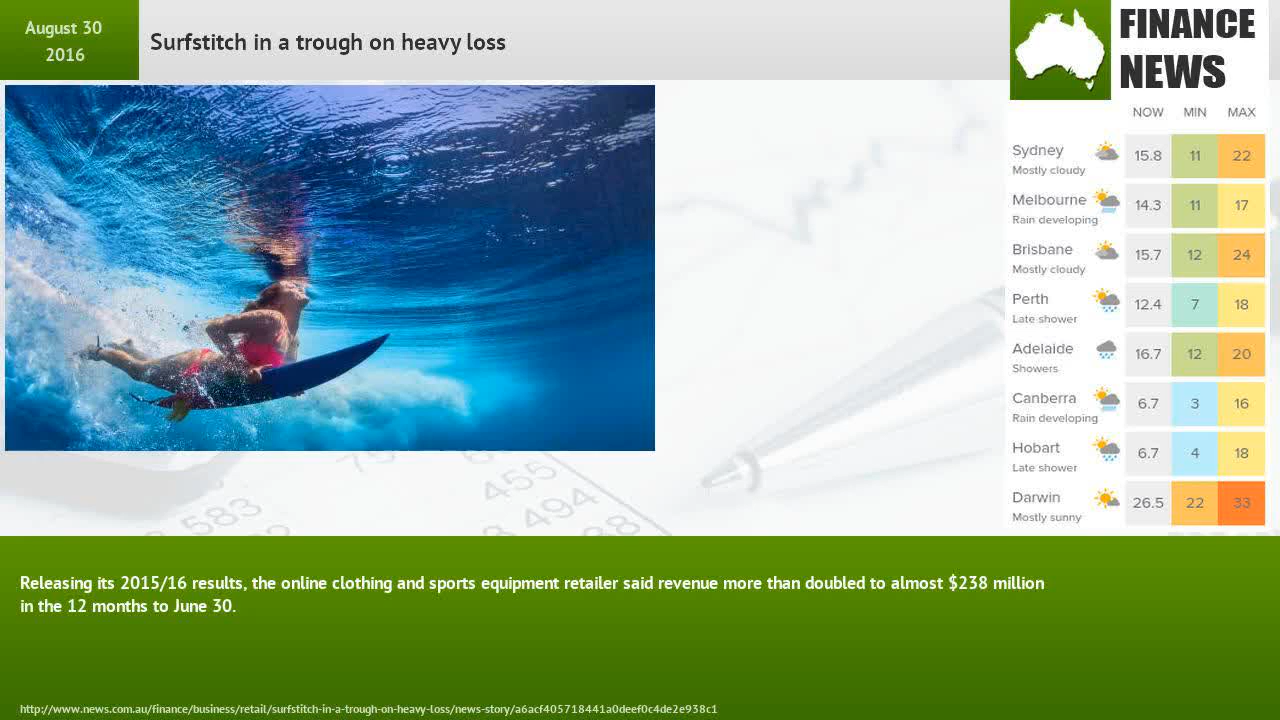 August 30
2016
Surfstitch in a trough on heavy loss
FINANCE
NEWS
NOW MIN MAX
Sydney
Mostly cloudy
15.8 11 22
Melbourne
Rain developing
14.3 11 17
Brisbane
Mostly cloudy
15.7 12 24
Perth
Late shower
12.4 7 18
Adelaide
Showers
16.7 12 20
Canberra
Rain developing
6.7 3 16
Hobart
Late shower
6.7 4 18
Darwin
Mostly sunny
26.5 22 33
455
583
494
Releasing its 2015/16 results, the online clothing and sports equipment retailer said revenue more than doubled to almost $238 million
in the 12 months to June 30.
http://www.news.com.au/finance/business/retail/surfstitch-in-a-trough-on-heavy-loss/news-story/a6acf405718441a0deef0c4de2e938c1